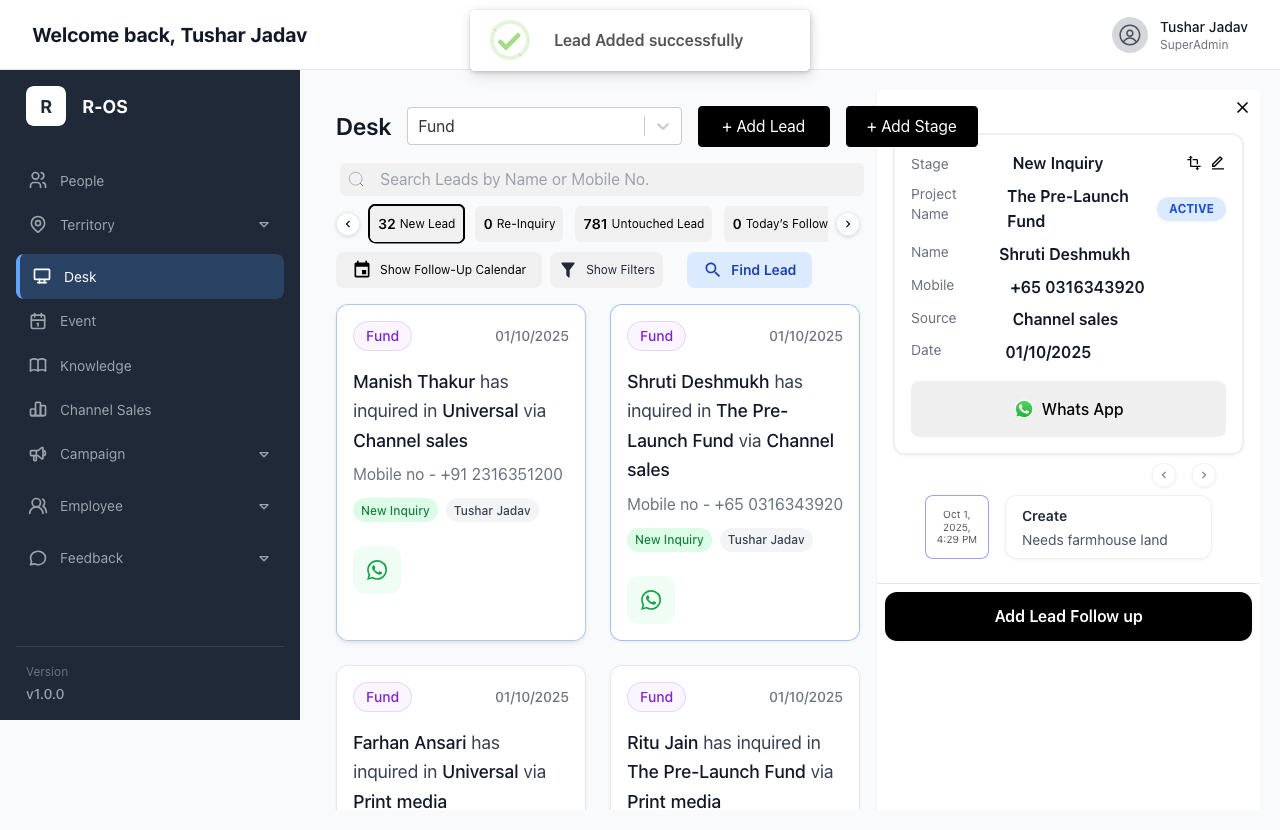 Welcome back, Tushar Jadav
Lead Added successfully
Tushar Jadav
SuperAdmin
R
R-OS
People
Territory
Desk
Event
Knowledge
Channel Sales
Campaign
Employee
Feedback
Version
v1.0.0
Desk
Fund
+ Add Lead
+ Add Stage
Search Leads by Name or Mobile No.
32 New Lead
0 Re-Inquiry
781 Untouched Lead
0 Today's Follow
Show Follow-Up Calendar
Show Filters
Find Lead
Fund
01/10/2025
Manish Thakur has
inquired in Universal via
Channel sales
Mobile no - +91 2316351200
New Inquiry
Tushar Jadav
Fund
01/10/2025
Shruti Deshmukh has
inquired in The Pre-
Launch Fund via Channel
sales
Mobile no - +65 0316343920
New Inquiry
Tushar Jadav
Fund
01/10/2025
Farhan Ansari has
inquired in Universal via
Print media
Fund
01/10/2025
Ritu Jain has inquired in
The Pre-Launch Fund via
Print media
Stage
New Inquiry
Project
Name
The Pre-Launch
Fund
ACTIVE
Name
Shruti Deshmukh
Mobile
+65 0316343920
Source
Channel sales
Date
01/10/2025
Whats App
Oct 1,
2025,
4:29 PM
Create
Needs farmhouse land
Add Lead Follow up